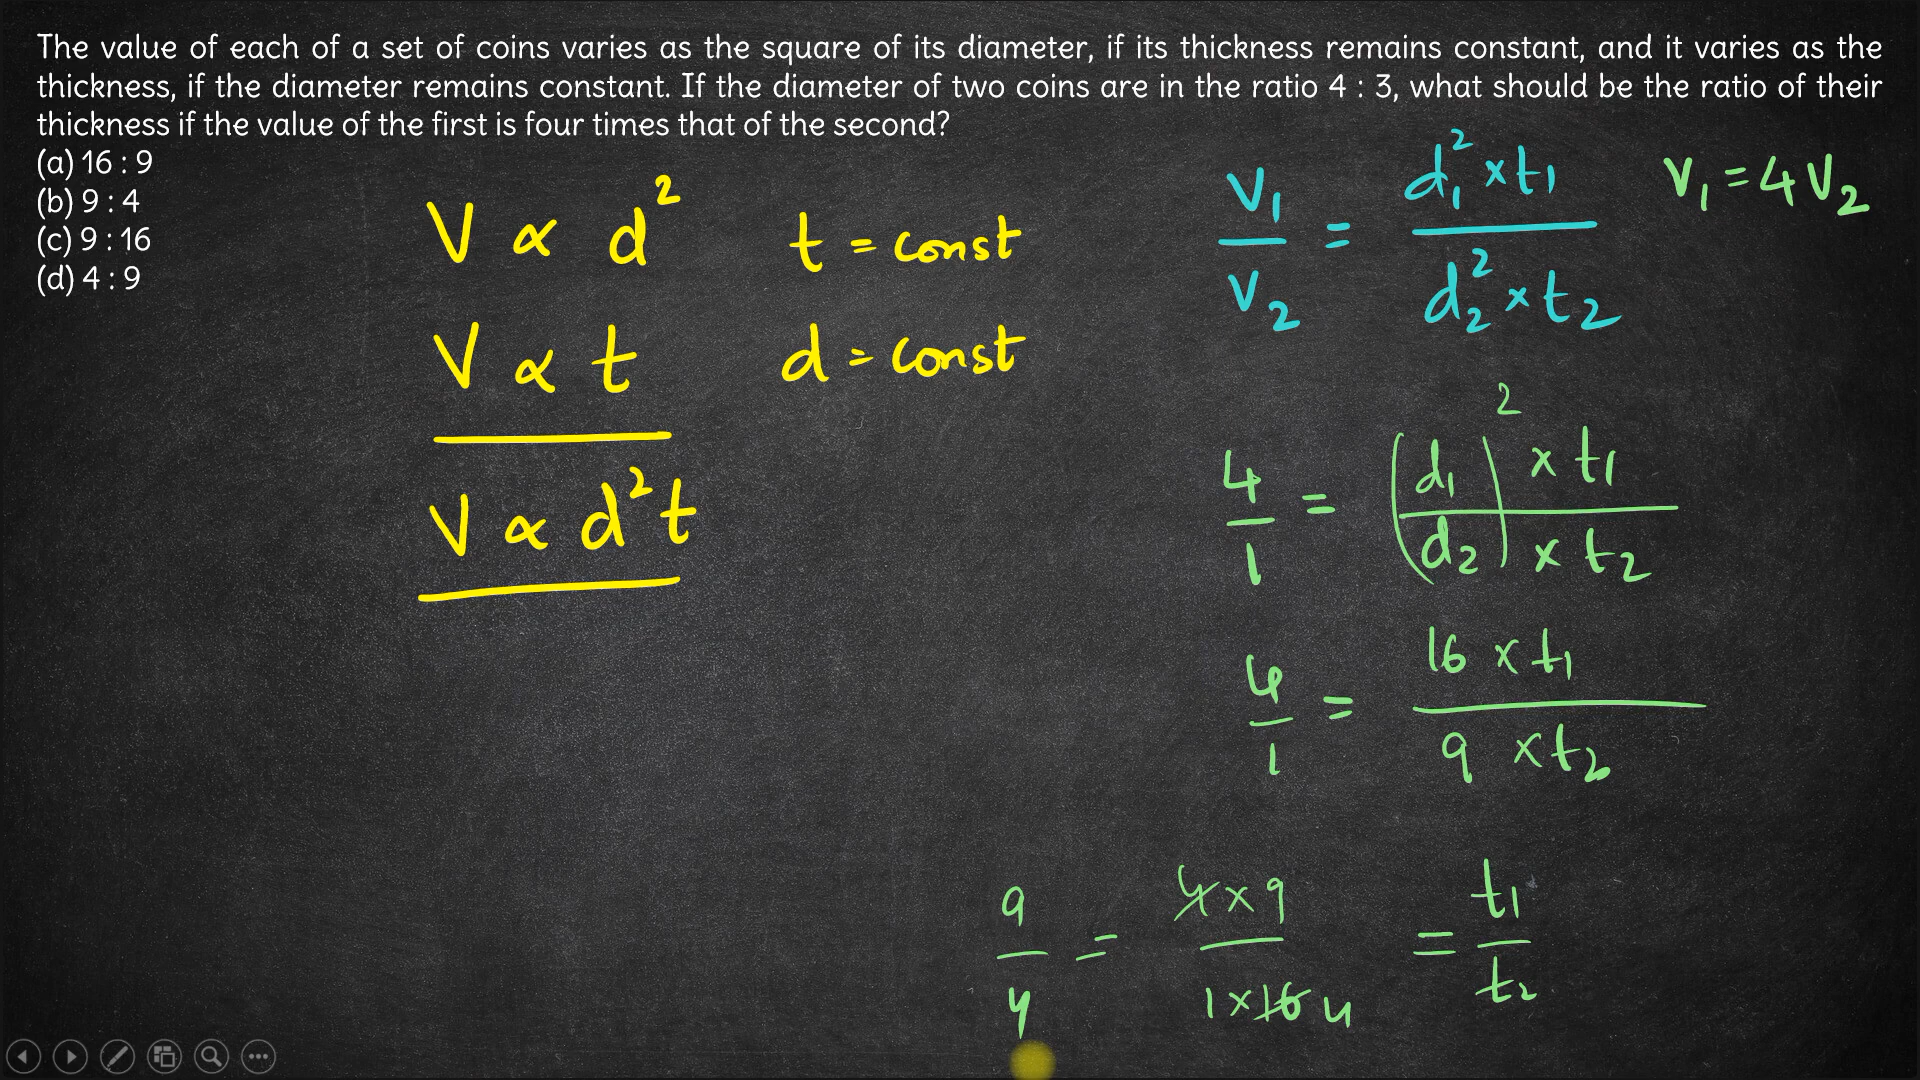 The value of each of a set of coins varies as the square of its diameter, if its thickness remains constant, and it varies as the
thickness, if the diameter remains constant. If the diameter of two coins are in the ratio 4 : 3, what should be the ratio of their
thickness if the value of the first is four times that of the second?
(a) 16 : 9
(b) 9 : 4
(c) 9 : 16
(d) 4 : 9
V ∝ d² t = const
V ∝ t d = const
V ∝ d²t
V₁/V₂ = d₁² × t₁ / d₂² × t₂
V₁ = 4V₂
4/1 = (d₁/d₂)² × t₁ / × t₂
4/1 = 16 × t₁ / 9 × t₂
9/4 = 4 × 9 / 1 × 16 4 = t₁/t₂